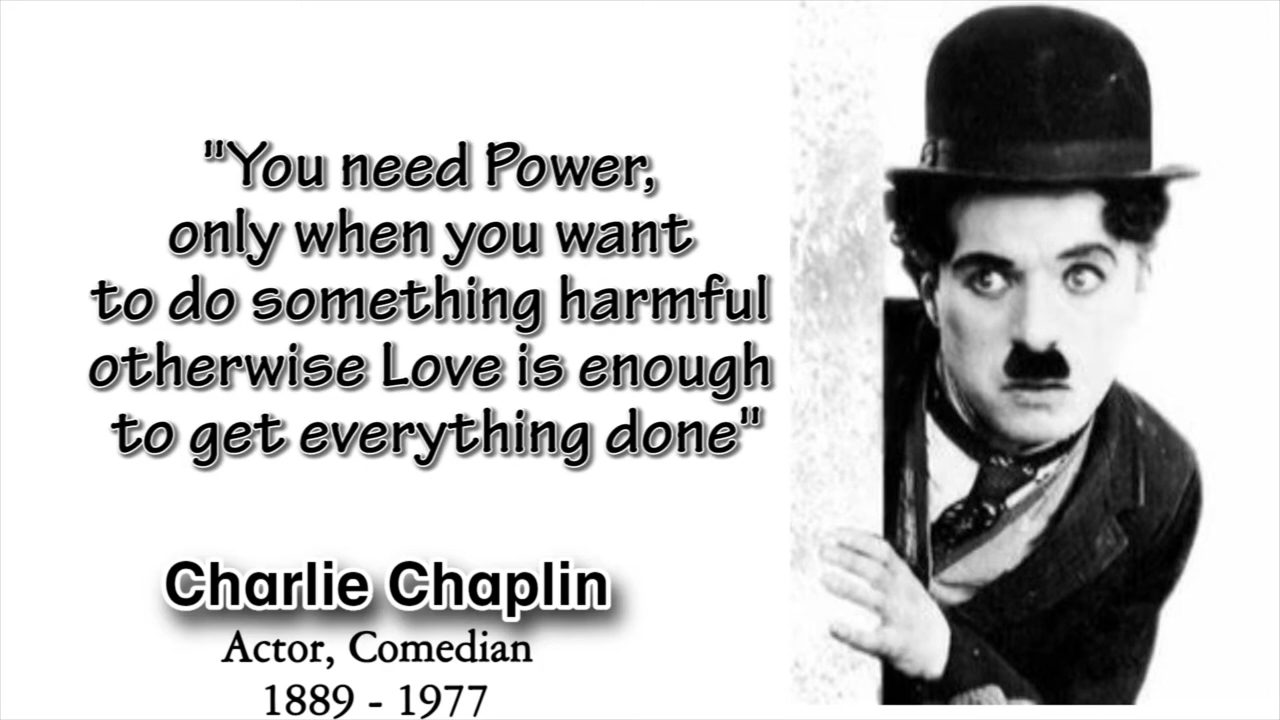 "You need Power,
only when you want
to do something harmful
otherwise Love is enough
to get everything done"
Charlie Chaplin
Actor, Comedian
1889 - 1977